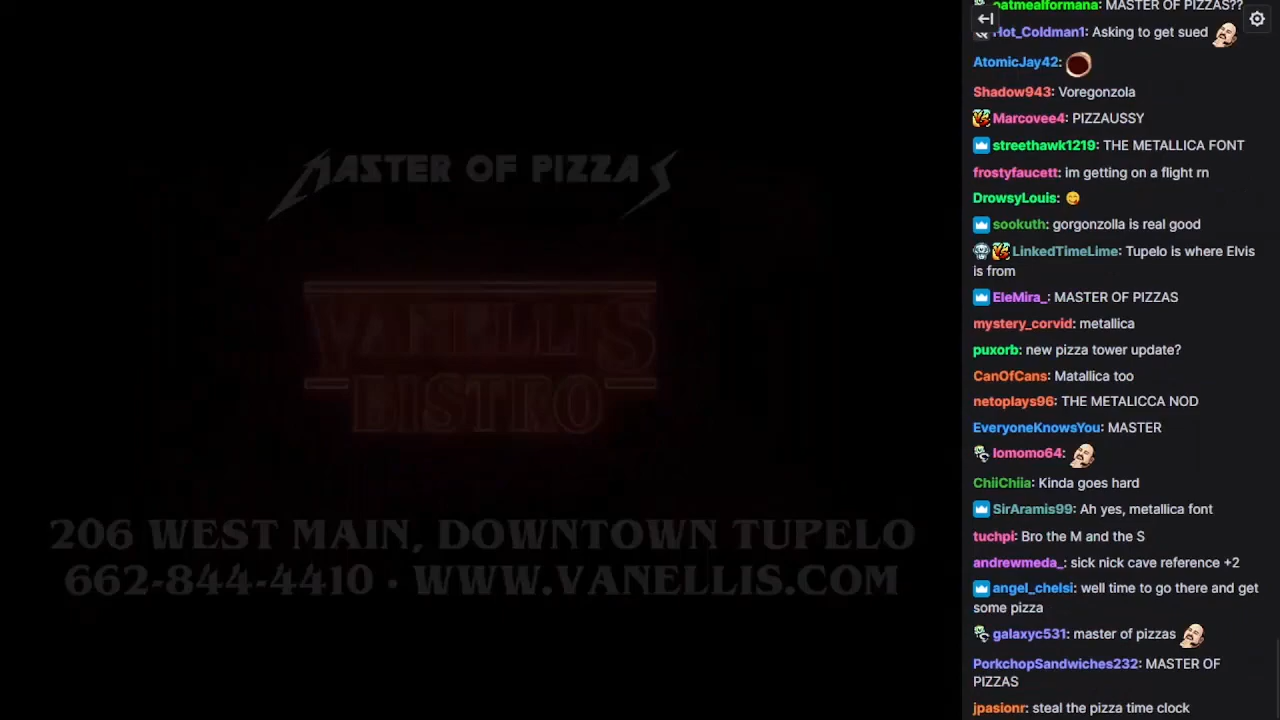 MASTER OF PIZZAS
VANELLI'S
BISTRO
206 WEST MAIN, DOWNTOWN TUPELO
662-844-4410 · WWW.VANELLIS.COM
oatmealformana: MASTER OF PIZZAS??
Hot_Coldman1: Asking to get sued
AtomicJay42:
Shadow943: Voregonzola
Marcovee4: PIZZAUSSY
streethawk1219: THE METALLICA FONT
frostyfaucett: im getting on a flight rn
DrowsyLouis:
sookuth: gorgonzolla is real good
LinkedTimeLime: Tupelo is where Elvis
is from
EleMira_: MASTER OF PIZZAS
mystery_corvid: metallica
puxorb: new pizza tower update?
CanOfCans: Matallica too
netoplays96: THE METALICCA NOD
EveryoneKnowsYou: MASTER
lomomo64:
ChiiChiia: Kinda goes hard
SirAramis99: Ah yes, metallica font
tuchpi: Bro the M and the S
andrewmeda_: sick nick cave reference +2
angel_chelsi: well time to go there and get
some pizza
galaxyc531: master of pizzas
PorkchopSandwiches232: MASTER OF
PIZZAS
jpasionr: steal the pizza time clock